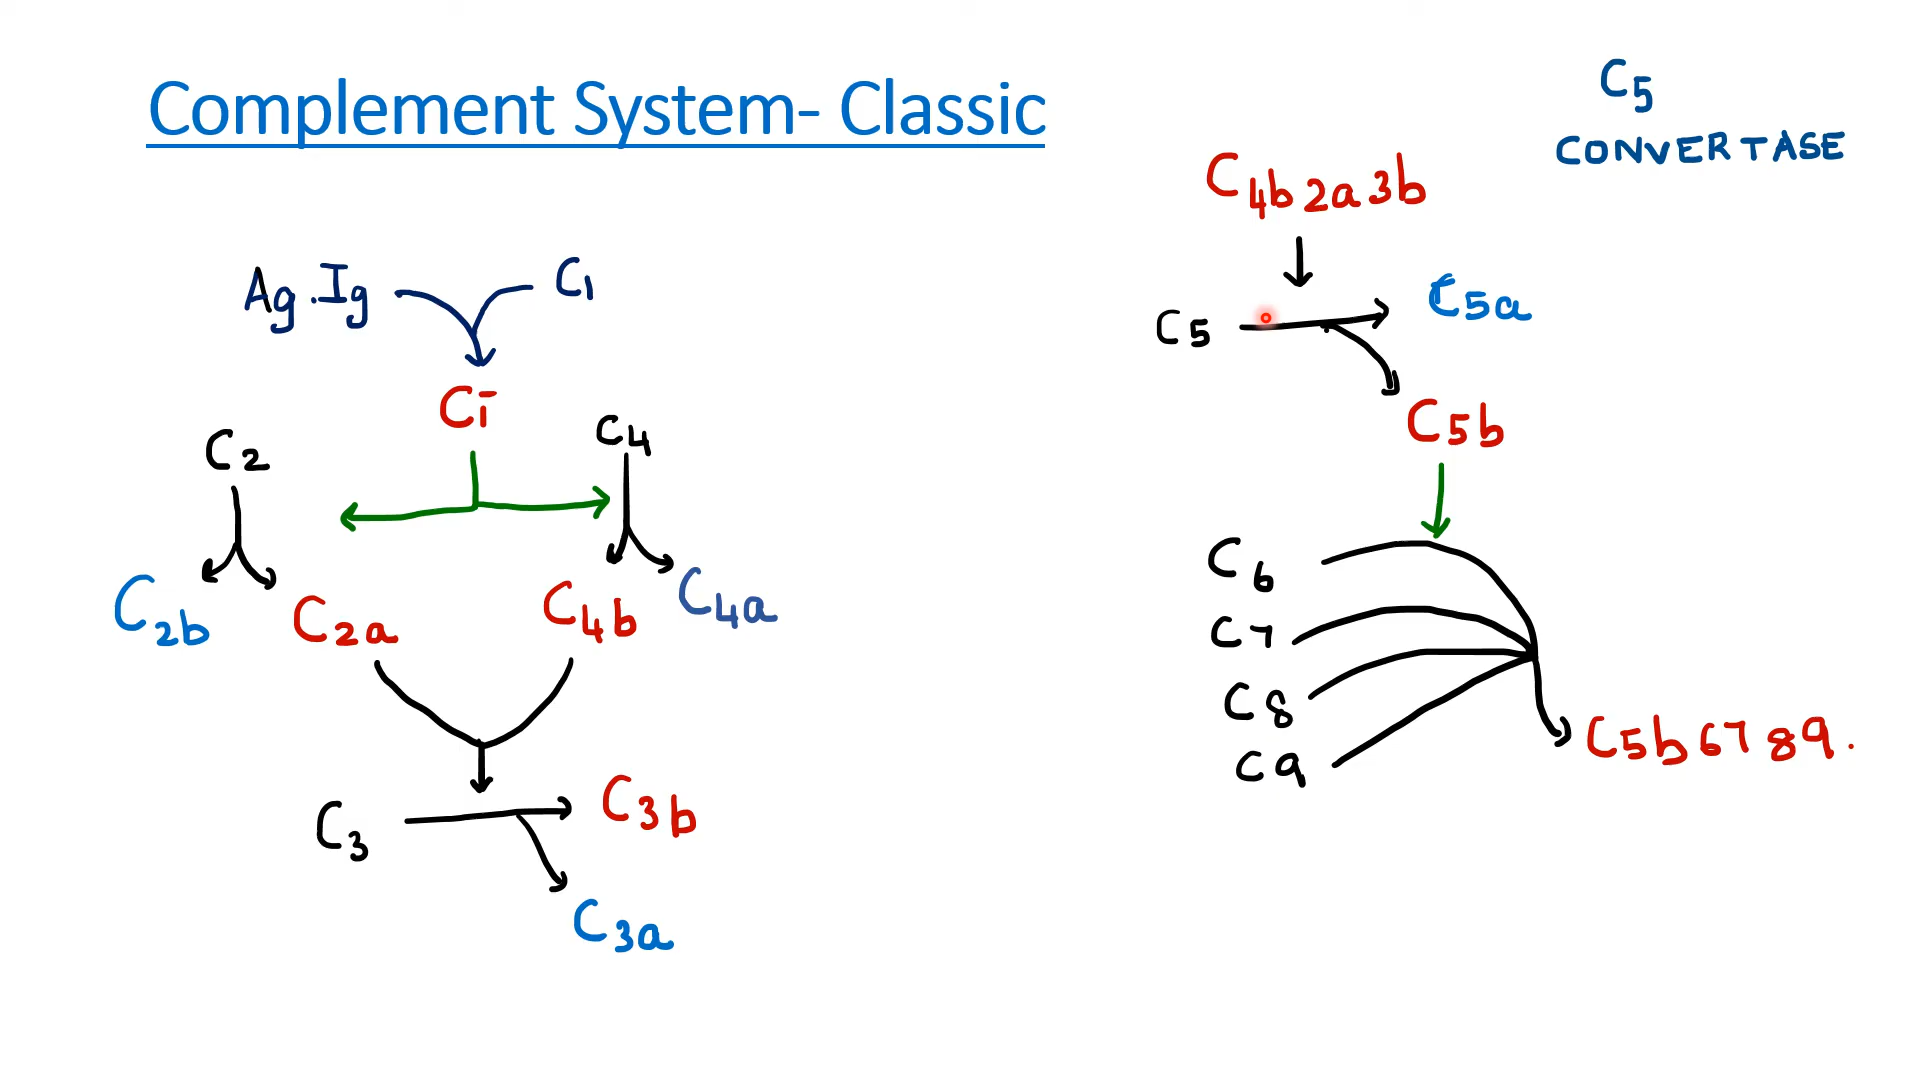 Complement System- Classic
Ag.Ig
C1
C1̄
C2
C4
C2b
C2a
C4b
C4a
C3
C3b
C3a
C5
CONVERTASE
C4b2a3b
C5
C5a
C5b
C6
C7
C8
C9
C5b6789.